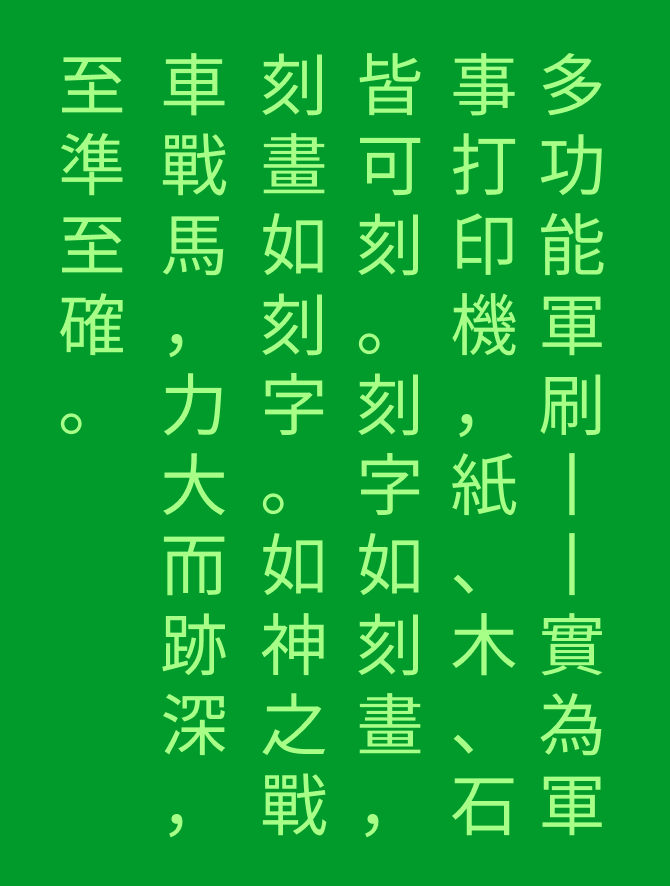 多功能軍刷——實為軍
事打印機，紙、木、石
皆可刻。刻字如刻畫，
刻畫如刻字。如神之戰
車戰馬，力大而跡深，
至準至確。